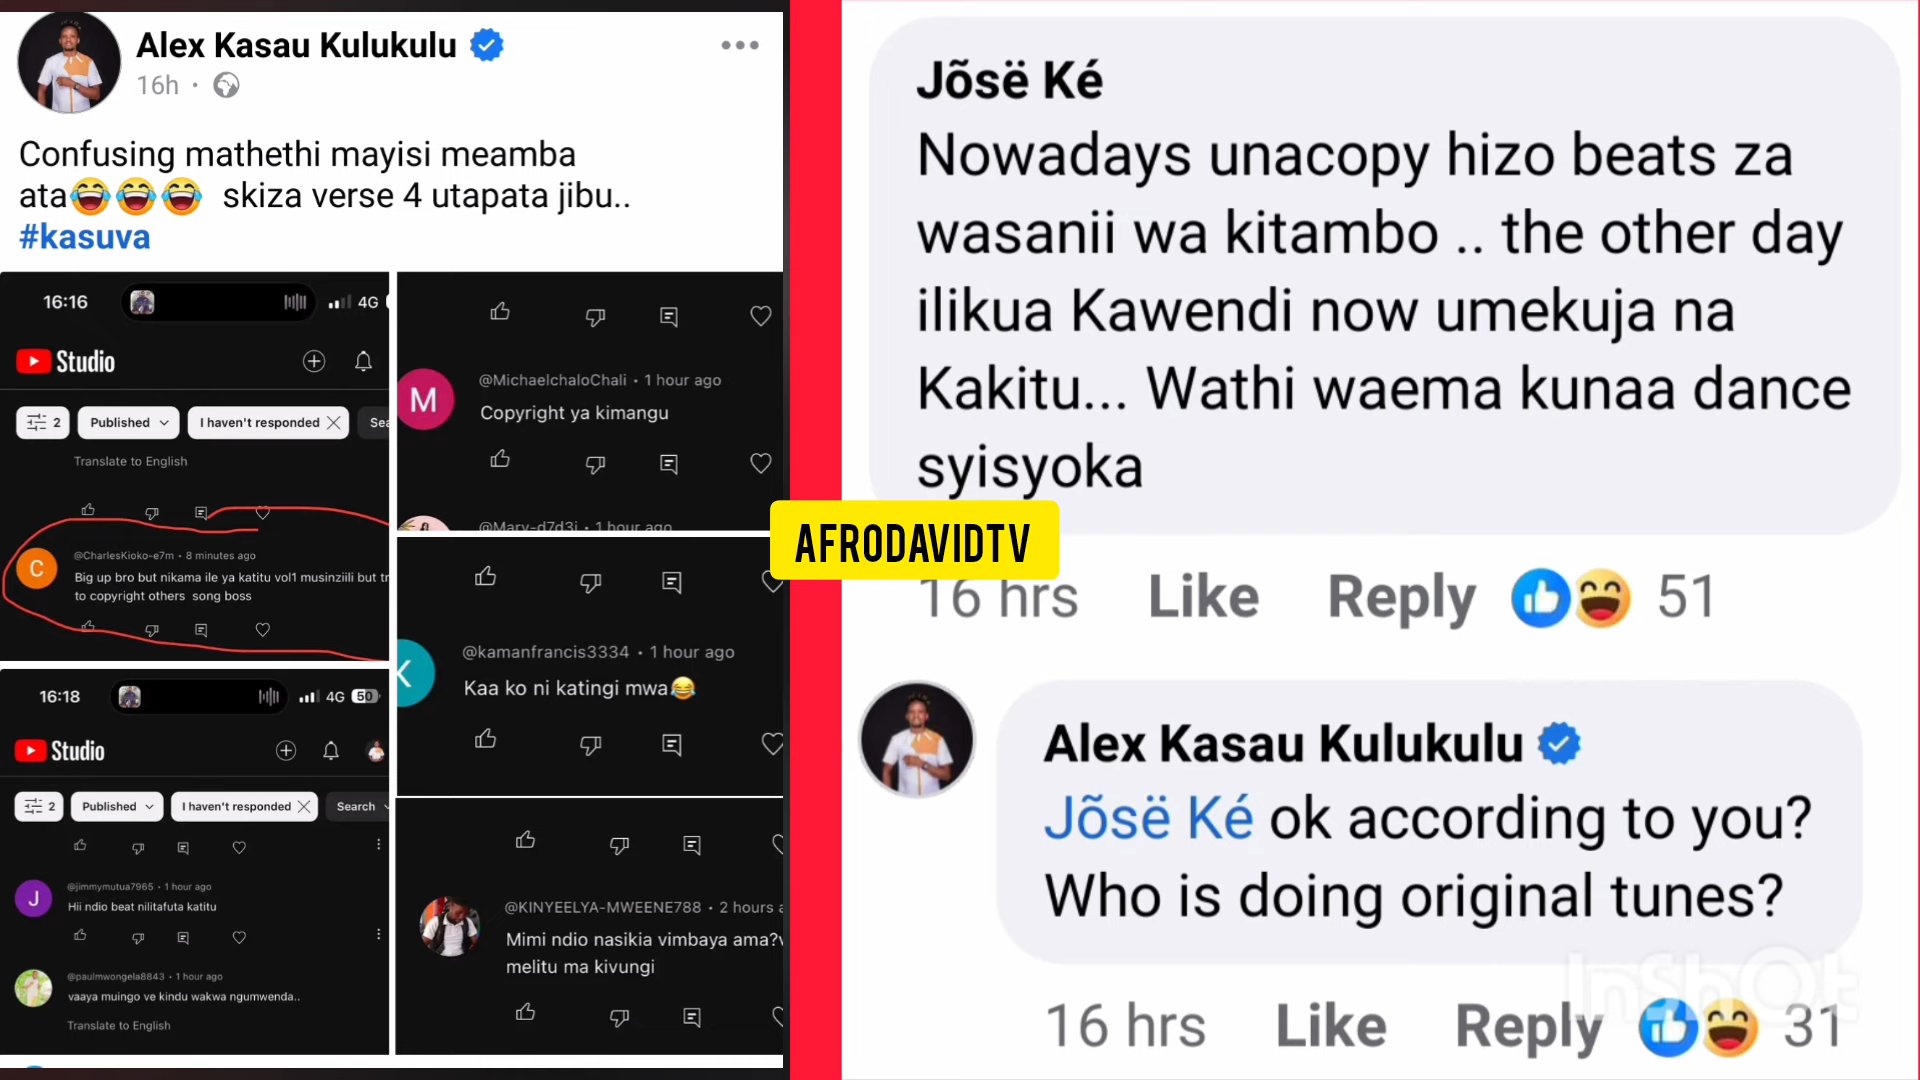 Alex Kasau Kulukulu
16h
Confusing mathethi mayisi meamba
ata😂😂😂 skiza verse 4 utapata jibu..
#kasuva
16:16
4G
Studio
2
Published
I haven't responded
Sea
Translate to English
C
@CharlesKioko-e7m • 8 minutes ago
Big up bro but nikama ile ya katitu vol1 musinziili but tr
to copyright others song boss
16:18
4G
50
Studio
2
Published
I haven't responded
Search
@jimmymutua7965 • 1 hour ago
J
Hii ndio beat nilitafuta katitu
@paulmwongela8843 • 1 hour ago
vaaya muingo ve kindu wakwa ngumwenda..
Translate to English
@MichaelchaloChali • 1 hour ago
M
Copyright ya kimangu
@Mary-d7d3i • 1 hour ago
@kamanfrancis3334 • 1 hour ago
K
Kaa ko ni katingi mwa😂
@KINYEELYA-MWEENE788 • 2 hours a
Mimi ndio nasikia vimbaya ama?v
melitu ma kivungi
AFRODAVIDTV
Jõsë Ké
Nowadays unacopy hizo beats za
wasanii wa kitambo .. the other day
ilikua Kawendi now umekuja na
Kakitu... Wathi waema kunaa dance
syisyoka
16 hrs Like Reply 51
Alex Kasau Kulukulu
Jõsë Ké ok according to you?
Who is doing original tunes?
16 hrs Like Reply 31
InShOt